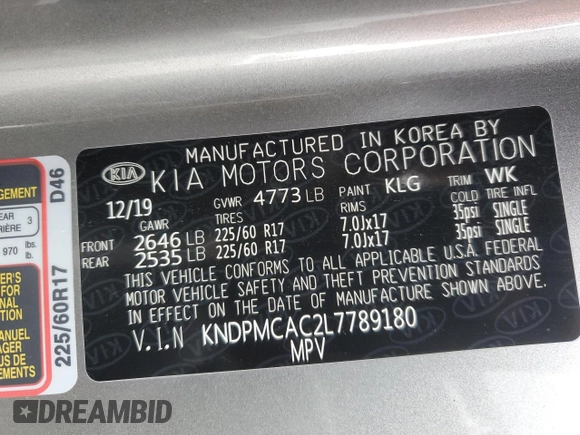 MANUFACTURED IN KOREA BY
KIA KIA MOTORS CORPORATION
12/19 GVWR 4773 LB PAINT KLG TRIM WK
GAWR TIRES RIMS COLD TIRE INFL
FRONT 2646 LB 225/60 R17 7.0Jx17 35psi SINGLE
REAR 2535 LB 225/60 R17 7.0Jx17 35psi SINGLE
THIS VEHICLE CONFORMS TO ALL APPLICABLE U.S.A. FEDERAL
MOTOR VEHICLE SAFETY AND THEFT PREVENTION STANDARDS
IN EFFECT ON THE DATE OF MANUFACTURE SHOWN ABOVE.
V.I.N KNDPMCAC2L7789180
MPV
225/60R17 D46
3
970 lbs.
DREAMBID